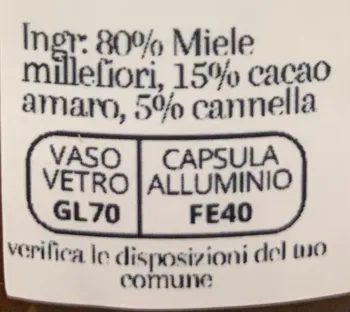 Ingr: 80% Miele
millefiori, 15% cacao
amaro, 5% cannella
VASO VETRO GL70
CAPSULA ALLUMINIO FE40
verifica le disposizioni del tuo
comune